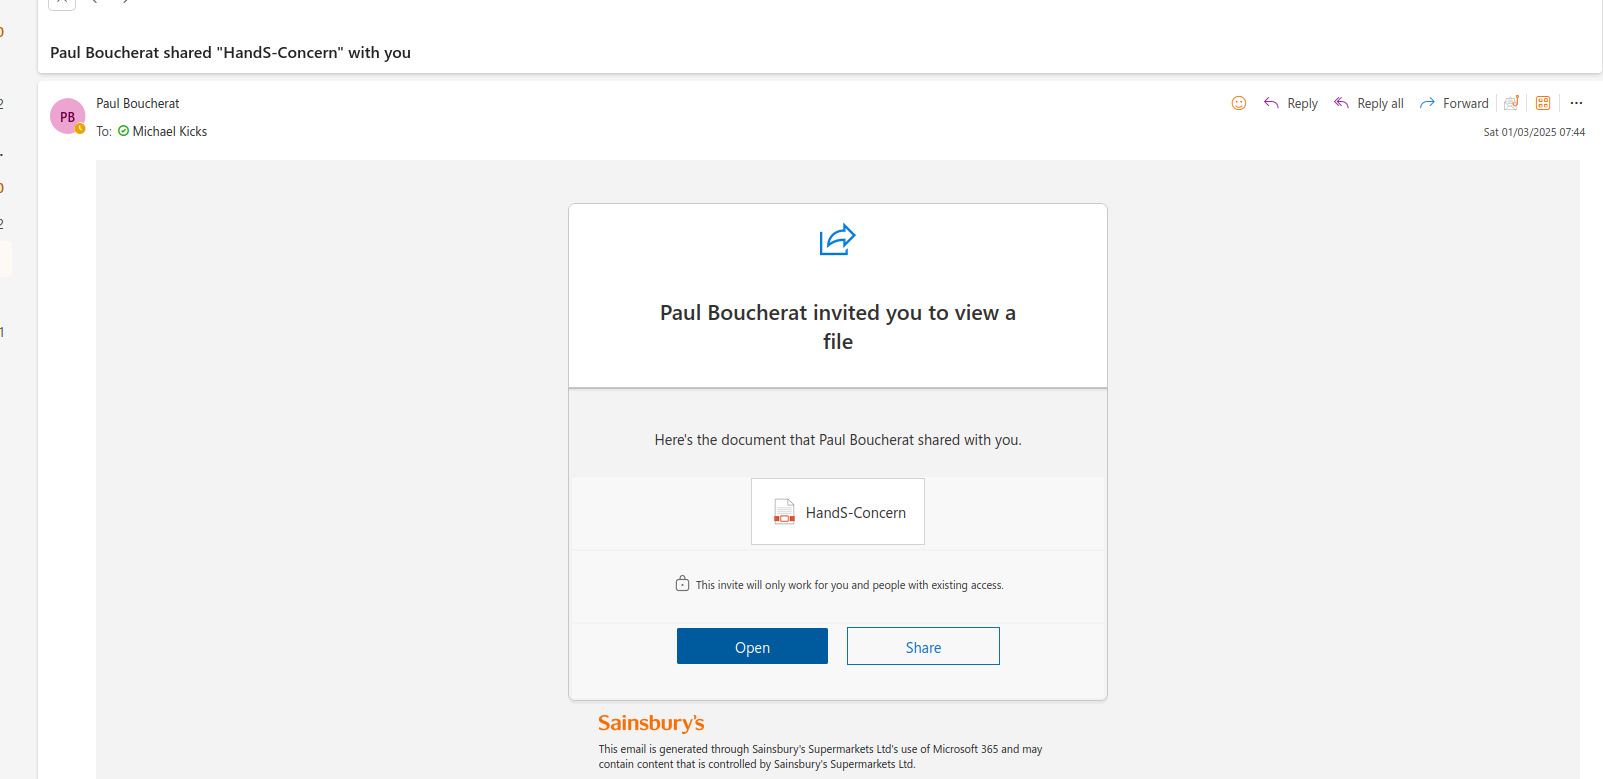 Paul Boucherat shared "HandS-Concern" with you
PB
Paul Boucherat
To: Michael Kicks
Reply
Reply all
Forward
Sat 01/03/2025 07:44
Paul Boucherat invited you to view a
file
Here's the document that Paul Boucherat shared with you.
HandS-Concern
This invite will only work for you and people with existing access.
Open
Share
Sainsbury's
This email is generated through Sainsbury's Supermarkets Ltd's use of Microsoft 365 and may
contain content that is controlled by Sainsbury's Supermarkets Ltd.